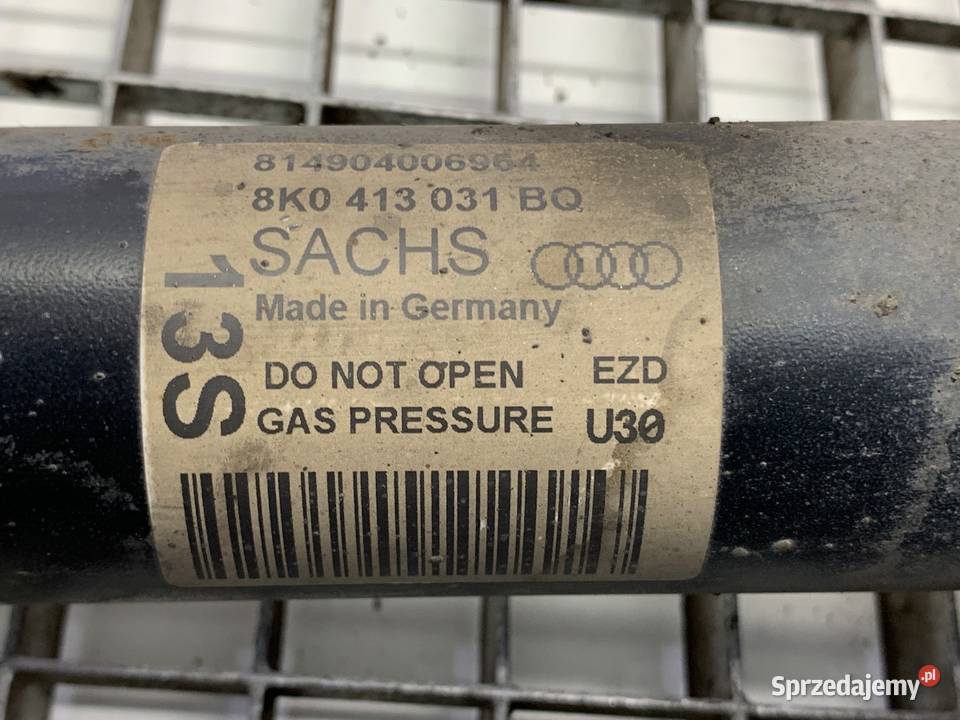 814904006964
8K0 413 031 BQ
SACHS
Made in Germany
13S
DO NOT OPEN EZD
GAS PRESSURE U30
Sprzedajemy.pl